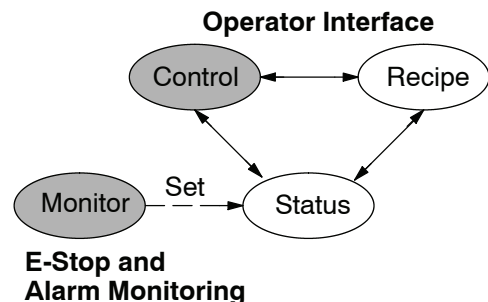 Operator Interface
Control
Recipe
Set
Monitor
Status
E-Stop and
Alarm Monitoring